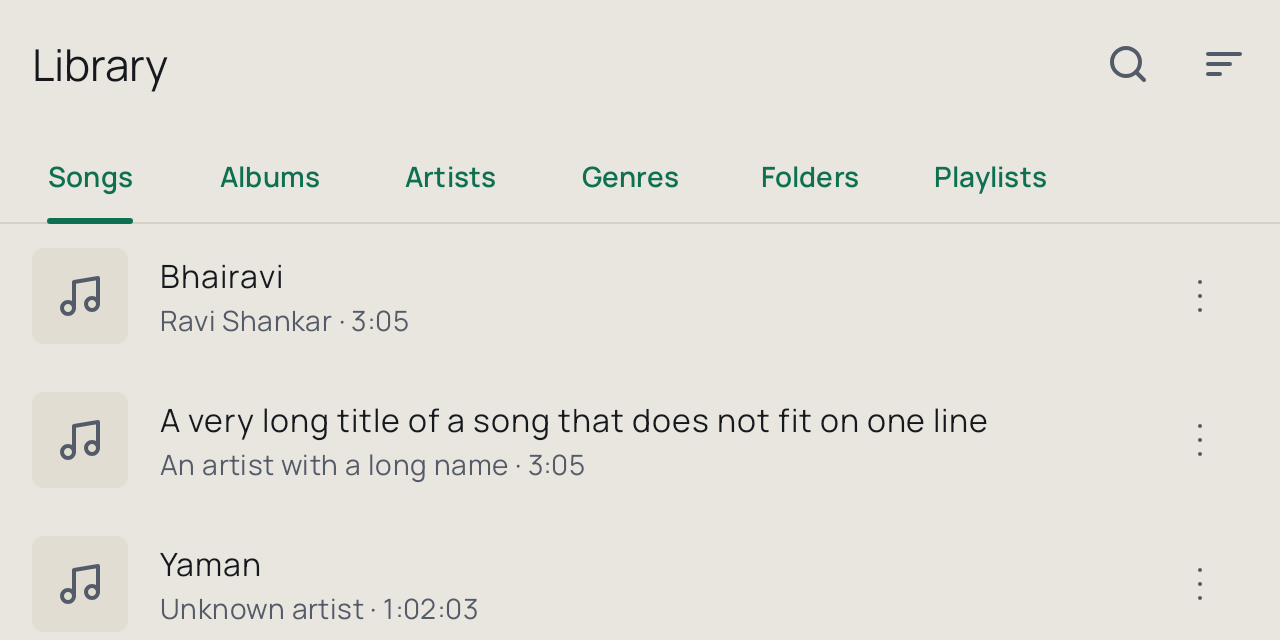 Library
Songs Albums Artists Genres Folders Playlists
Bhairavi
Ravi Shankar · 3:05
A very long title of a song that does not fit on one line
An artist with a long name · 3:05
Yaman
Unknown artist · 1:02:03